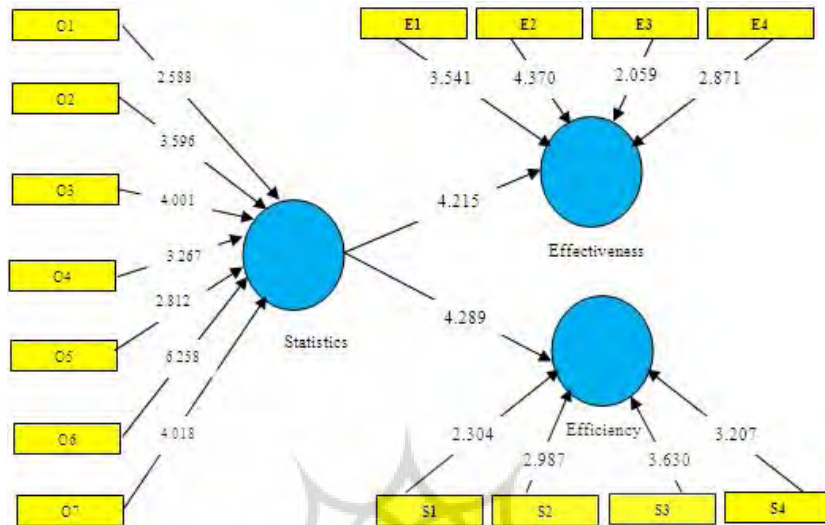 O1
O2
O3
O4
O5
O6
O7
2.588
3.596
4.001
3.267
2.812
6.258
4.018
Statistics
4.215
4.289
E1
E2
E3
E4
3.541
4.370
2.059
2.871
Effectiveness
Efficiency
2.304
2.987
3.630
3.207
S1
S2
S3
S4